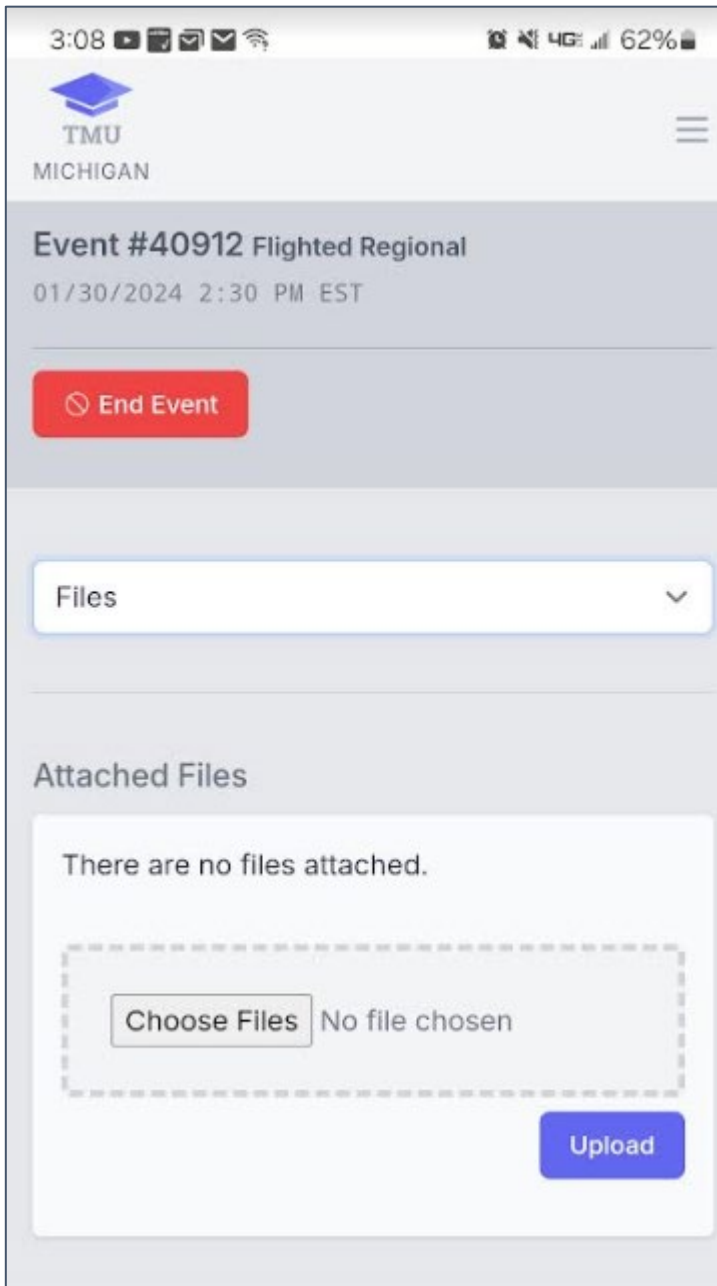 3:08 4G 62%
TMU
MICHIGAN
Event #40912 Flighted Regional
01/30/2024 2:30 PM EST
End Event
Files
Attached Files
There are no files attached.
Choose Files No file chosen
Upload